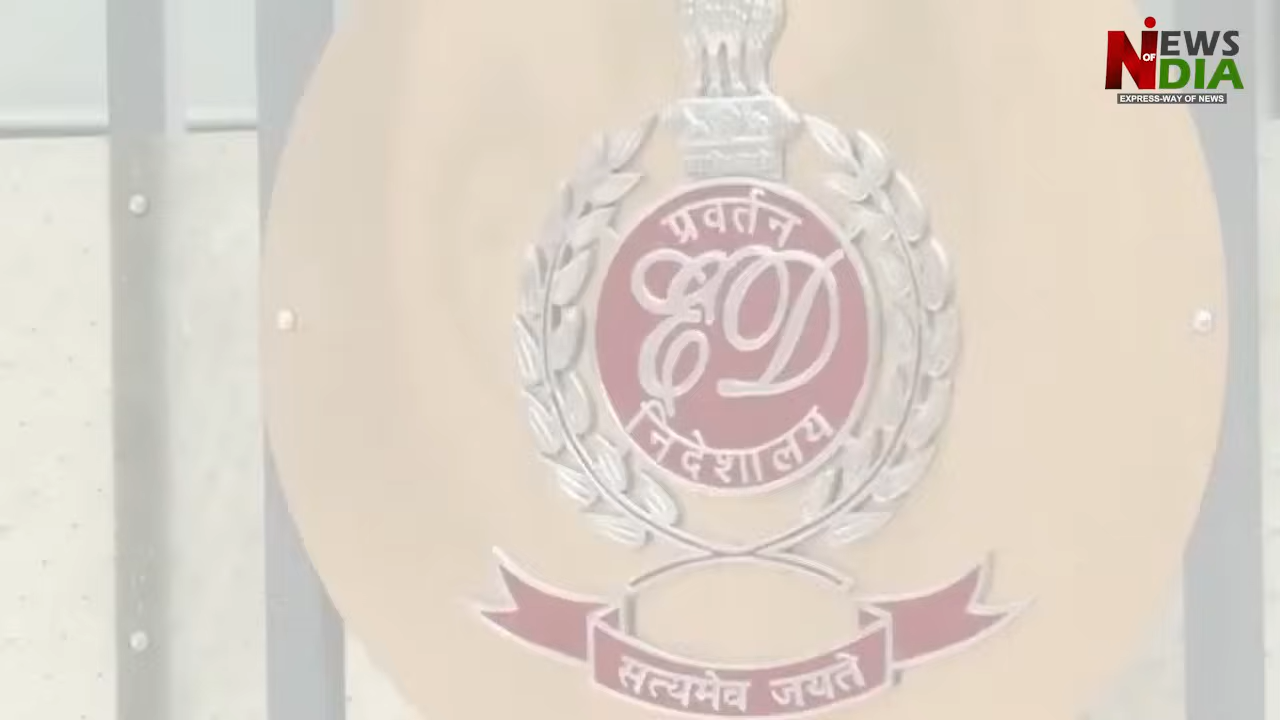 NEWS
OF
INDIA
EXPRESS-WAY OF NEWS
प्रवर्तन
ED
निदेशालय
सत्यमेव जयते